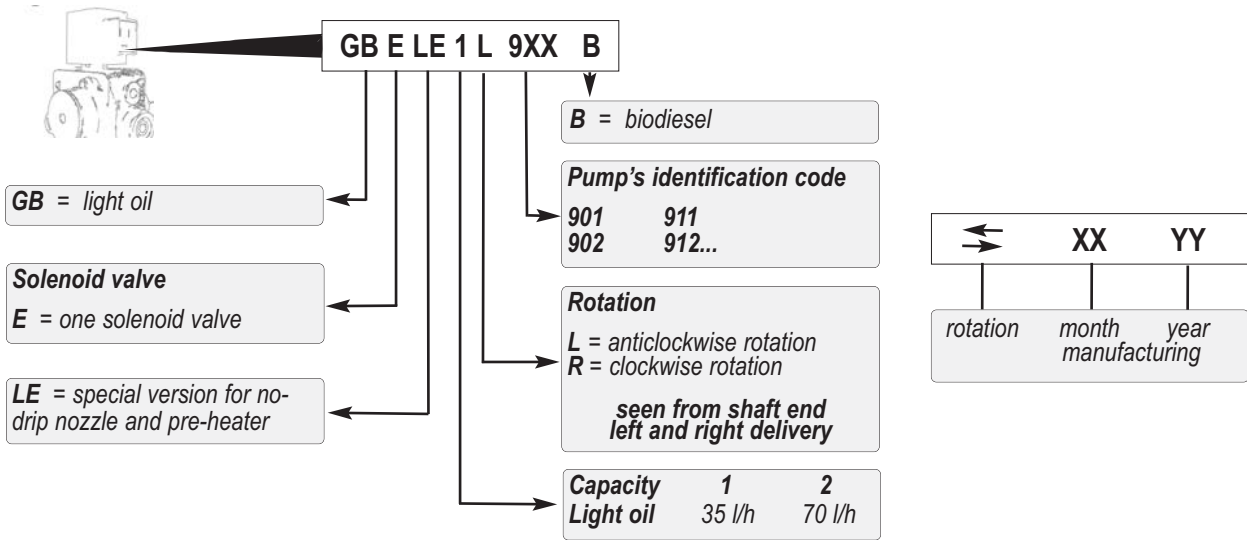 GB E LE 1 L 9XX B
B = biodiesel
Pump's identification code
901 911
902 912...
GB = light oil
Solenoid valve
E = one solenoid valve
Rotation
L = anticlockwise rotation
R = clockwise rotation
seen from shaft end
left and right delivery
LE = special version for no-
drip nozzle and pre-heater
Capacity 1 2
Light oil 35 l/h 70 l/h
XX YY
rotation month year
manufacturing